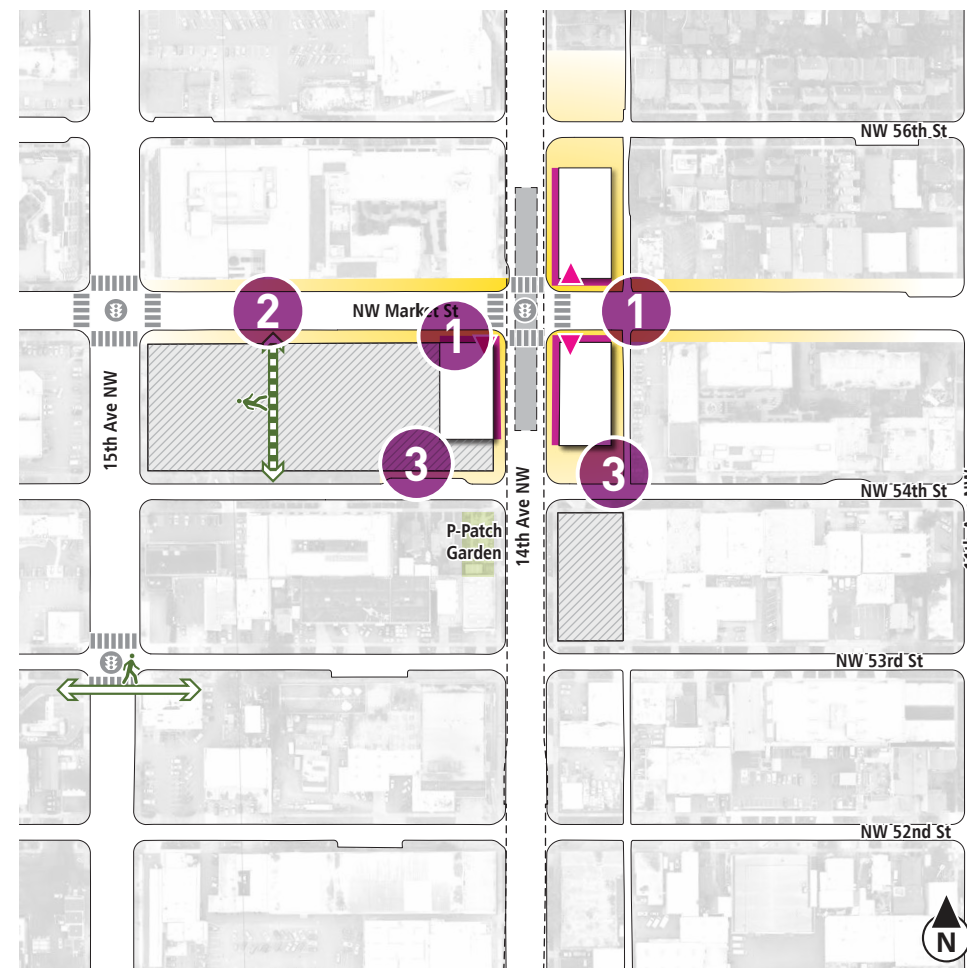 NW 56th St
2
NW Market St
1
1
15th Ave NW
3
3
14th Ave NW
NW 54th St
P-Patch
Garden
NW 53rd St
NW 52nd St
N